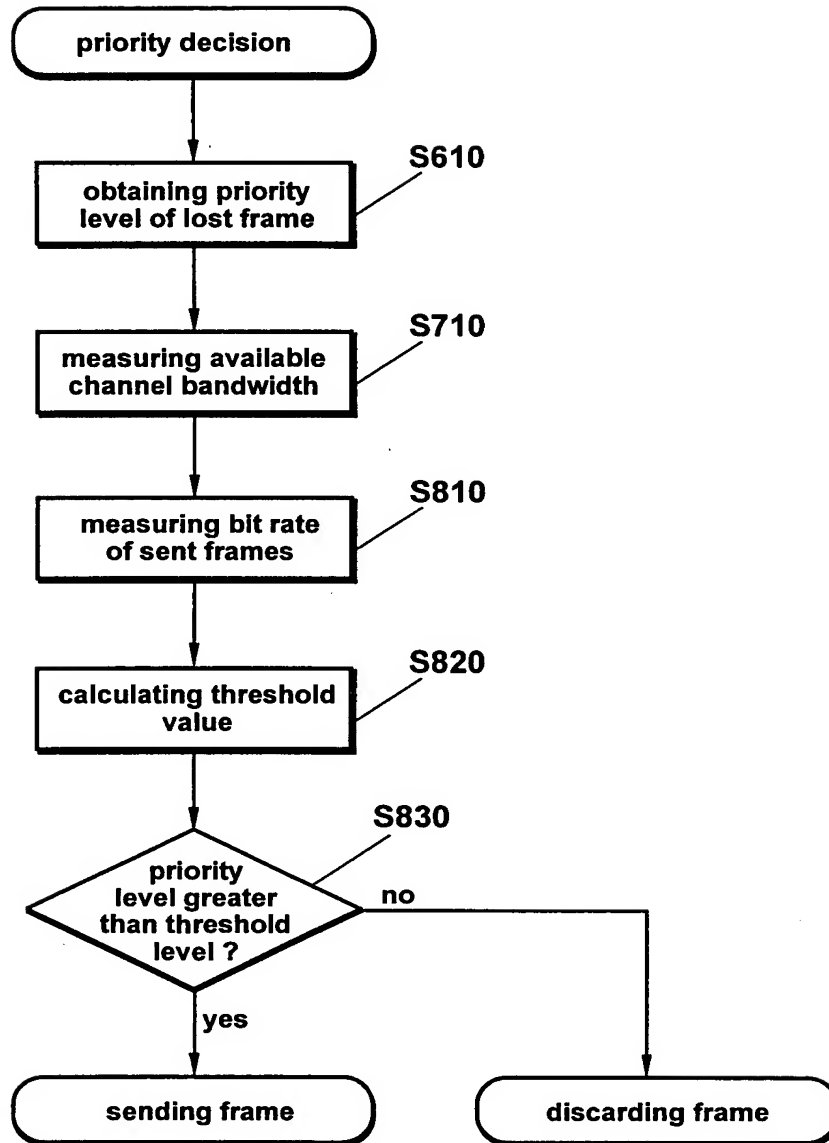 priority decision
S610
obtaining priority
level of lost frame
S710
measuring available
channel bandwidth
S810
measuring bit rate
of sent frames
S820
calculating threshold
value
S830
priority
level greater
than threshold
level ?
no
yes
sending frame
discarding frame